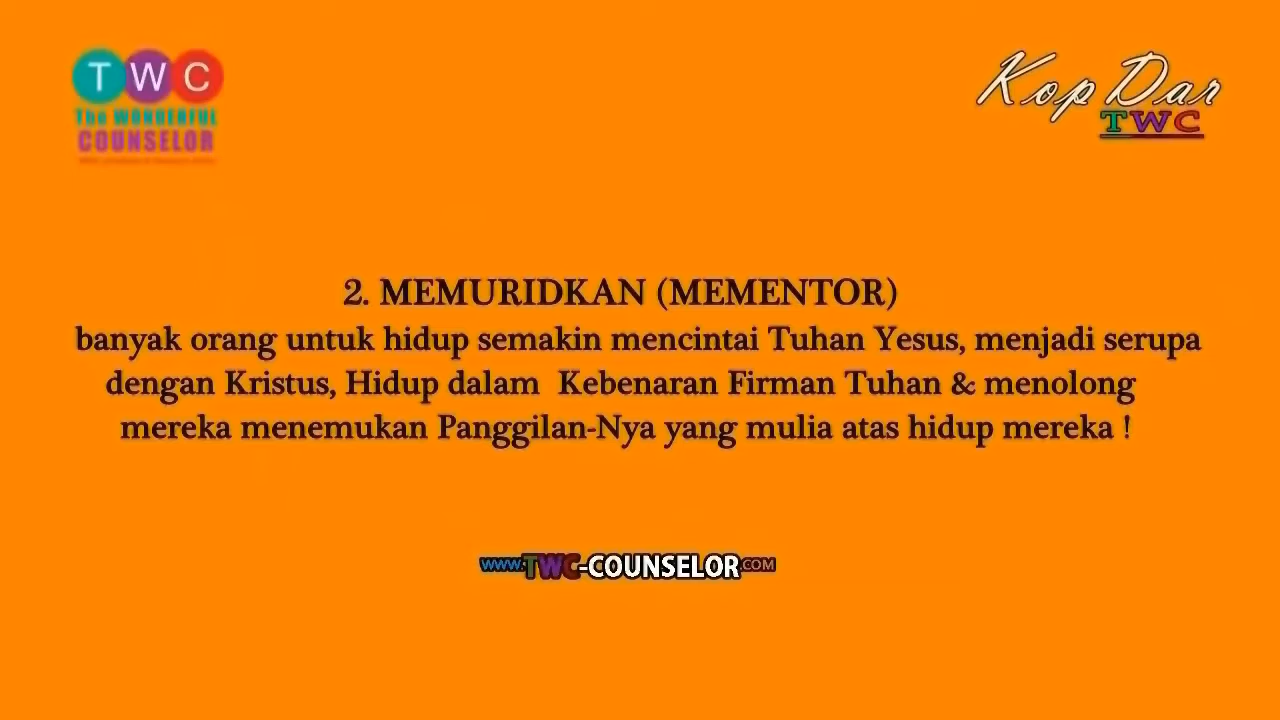 TWC
The WONDERFUL
COUNSELOR
Kop Dar
TWC
2. MEMURIDKAN (MEMENTOR)
banyak orang untuk hidup semakin mencintai Tuhan Yesus, menjadi serupa
dengan Kristus, Hidup dalam  Kebenaran Firman Tuhan & menolong
mereka menemukan Panggilan-Nya yang mulia atas hidup mereka !
WWW.TWC-COUNSELOR.COM